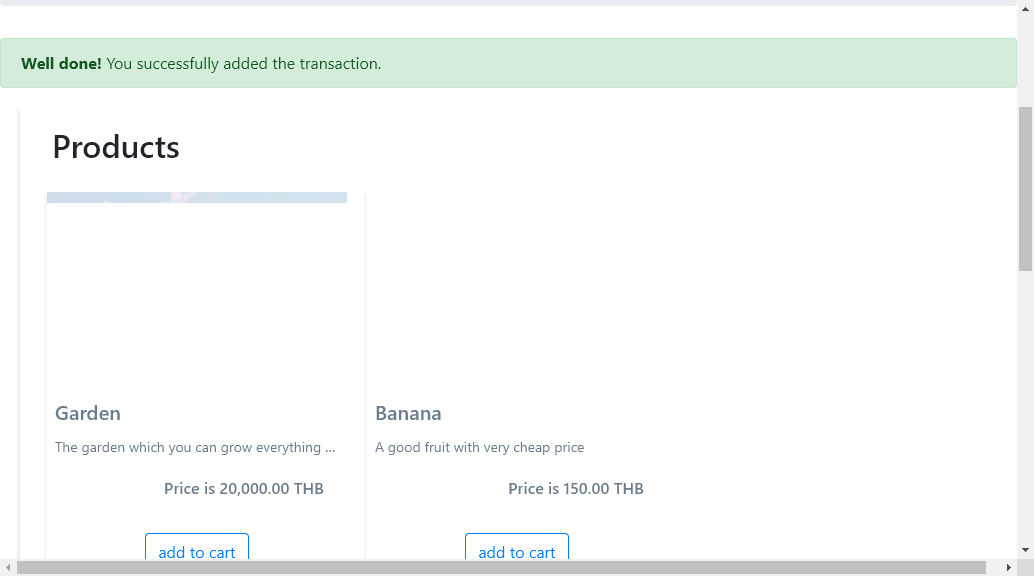 Well done! You successfully added the transaction.
Products
Garden
The garden which you can grow everything ...
Price is 20,000.00 THB
add to cart
Banana
A good fruit with very cheap price
Price is 150.00 THB
add to cart